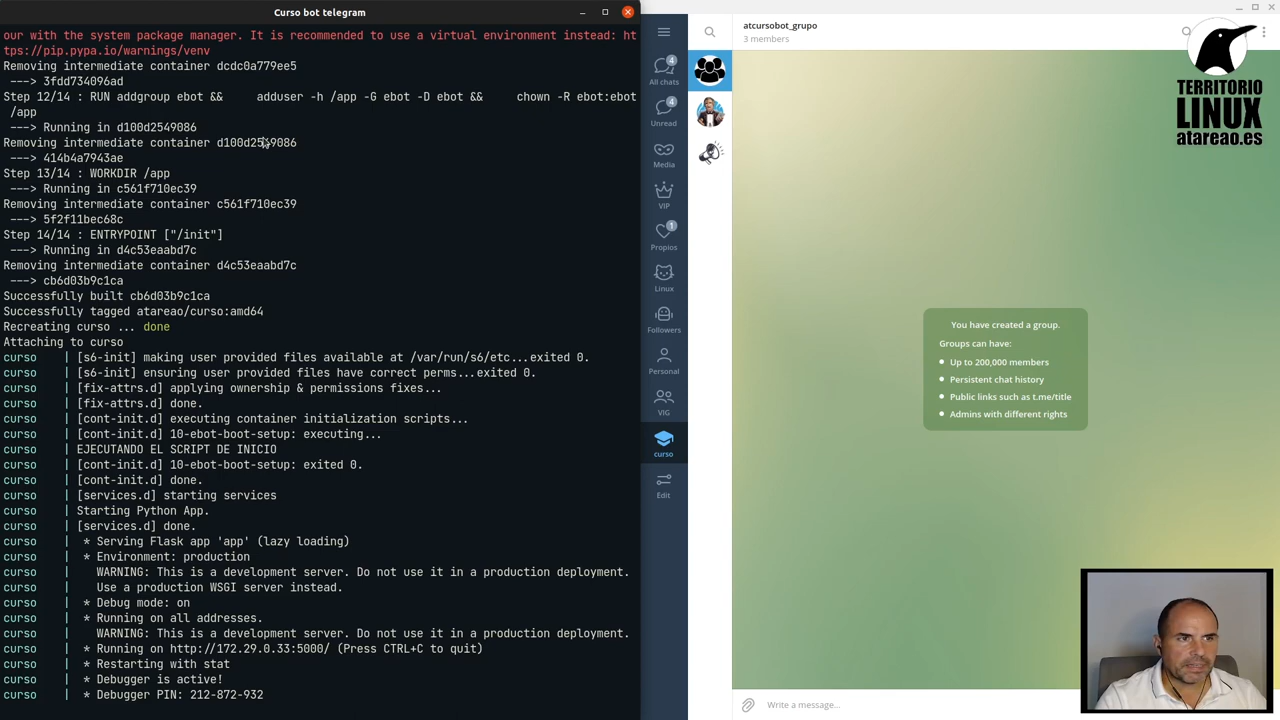 Curso bot telegram
our with the system package manager. It is recommended to use a virtual environment instead: ht
tps://pip.pypa.io/warnings/venv
Removing intermediate container dcdc0a779ee5
 ---> 3fdd734096ad
Step 12/14 : RUN addgroup ebot &&     adduser -h /app -G ebot -D ebot &&     chown -R ebot:ebot
 /app
 ---> Running in d100d2549086
Removing intermediate container d100d2549086
 ---> 414b4a7943ae
Step 13/14 : WORKDIR /app
 ---> Running in c561f710ec39
Removing intermediate container c561f710ec39
 ---> 5f2f11bec68c
Step 14/14 : ENTRYPOINT ["/init"]
 ---> Running in d4c53eaabd7c
Removing intermediate container d4c53eaabd7c
 ---> cb6d03b9c1ca
Successfully built cb6d03b9c1ca
Successfully tagged atareao/curso:amd64
Recreating curso ... done
Attaching to curso
curso    | [s6-init] making user provided files available at /var/run/s6/etc...exited 0.
curso    | [s6-init] ensuring user provided files have correct perms...exited 0.
curso    | [fix-attrs.d] applying ownership & permissions fixes...
curso    | [fix-attrs.d] done.
curso    | [cont-init.d] executing container initialization scripts...
curso    | [cont-init.d] 10-ebot-boot-setup: executing...
curso    | EJECUTANDO EL SCRIPT DE INICIO
curso    | [cont-init.d] 10-ebot-boot-setup: exited 0.
curso    | [cont-init.d] done.
curso    | [services.d] starting services
curso    | Starting Python App.
curso    | [services.d] done.
curso    |  * Serving Flask app 'app' (lazy loading)
curso    |  * Environment: production
curso    |    WARNING: This is a development server. Do not use it in a production deployment.
curso    |    Use a production WSGI server instead.
curso    |  * Debug mode: on
curso    |  * Running on all addresses.
curso    |    WARNING: This is a development server. Do not use it in a production deployment.
curso    |  * Running on http://172.29.0.33:5000/ (Press CTRL+C to quit)
curso    |  * Restarting with stat
curso    |  * Debugger is active!
curso    |  * Debugger PIN: 212-872-932
4
All chats
4
Unread
Media
VIP
1
Propios
Linux
Followers
Personal
VIG
curso
Edit
atcursobot_grupo
3 members
You have created a group.
Groups can have:
Up to 200,000 members
Persistent chat history
Public links such as t.me/title
Admins with different rights
Write a message...
TERRITORIO
LINUX
atareao.es